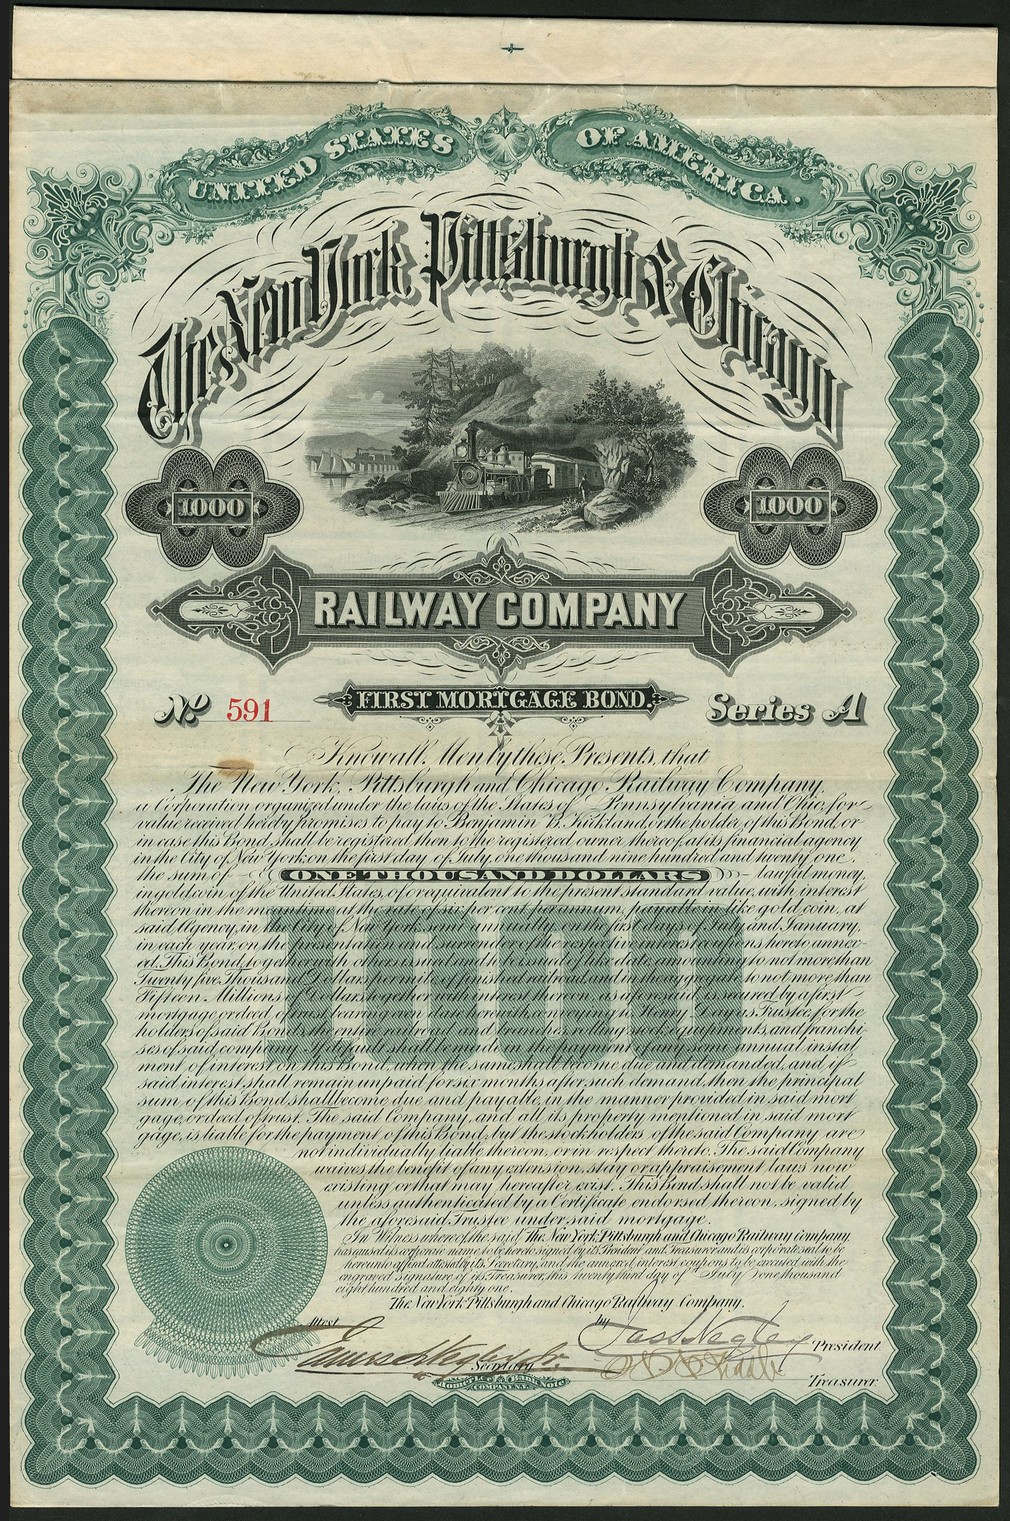 UNITED STATES OF AMERICA.
The New York Pittsburgh & Chicago
1000 1000
RAILWAY COMPANY
No 591 FIRST MORTGAGE BOND. Series A
Know all Men by these Presents, that
The New York, Pittsburgh and Chicago Railway Company,
a Corporation organized under the laws of the States of Pennsylvania and Ohio, for
value received hereby promises to pay to Benjamin B. Kirkland, or the holder of this Bond, or
in case this Bond shall be registered then to the registered owner thereof, at its financial agency
in the City of New York, on the first day of July, one thousand nine hundred and twenty one,
the sum of ONE THOUSAND DOLLARS lawful money,
in gold coin of the United States, of or equivalent to the present standard value, with interest
thereon in the meantime at the rate of six per cent per annum, payable in like gold coin, at
said Agency, in the City of New York semi annually, on the first days of July and January,
in each year, on the presentation and surrender of the respective interest coupons hereto annex-
ed. This Bond, together with others issued and to be issued of this date, amounting to not more than
Twenty five Thousand Dollars per mile of finished railroad and in all to not more than
Fifteen Millions Dollars together with interest thereon, is a
secured by a first
mortgage or deed of trust
Trustee, for the
holders of said Bonds
equipments, and franchi-
ses of said company. If default shall be made in the payment of any semi annual instal
ment of interest on this Bond, when the same shall become due and demanded, and if
said interest shall remain unpaid for six months after such demand, then the principal
sum of this Bond shall become due and payable, in the manner provided in said mort
gage, or deed of trust. The said Company, and all its property mentioned in said mort
gage, is liable for the payment of this Bond, but the stockholders of the said Company are
not individually liable thereon, or in respect thereto. The said Company
waives the benefit of any extension, stay or appraisement laws now
existing or that may hereafter exist. This Bond shall not be valid
unless authenticated by a Certificate endorsed thereon, signed by
the aforesaid Trustee under said mortgage.
In Witness whereof the said The New York, Pittsburgh and Chicago Railway Company,
has caused its corporate name to be hereto signed by its President and Treasurer and its corporate seal to be
hereunto affixed attested by its Secretary, and the annexed interest coupons to be executed with the
engraved signature of its Treasurer, this twenty third day of July one thousand
eight hundred and eighty one.
The New York Pittsburgh and Chicago Railway Company,
1000
Attest by
Jas S Negley President
Secretary
Treasurer